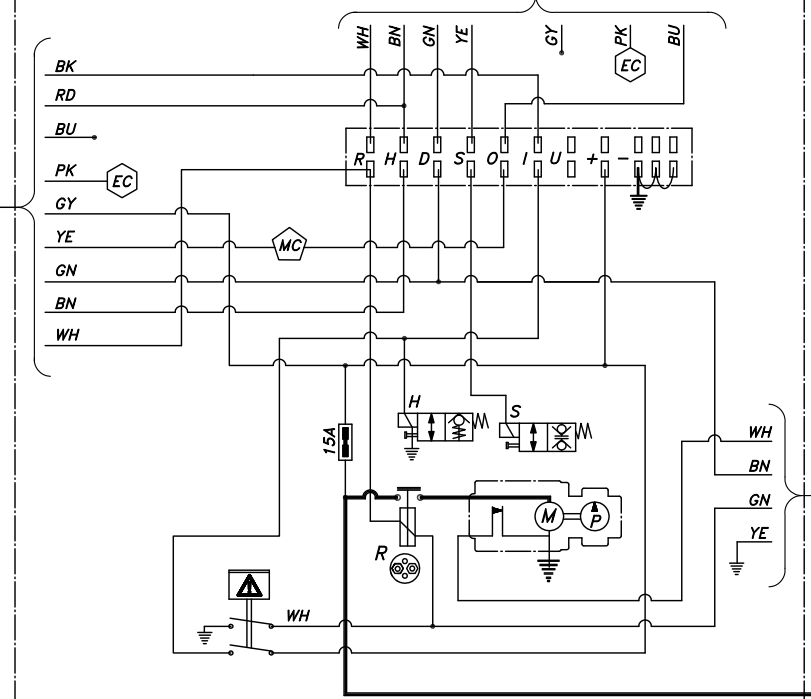 WH BN GN YE GY PK BU
EC
BK
RD
BU
PK EC
GY
YE MC
GN
BN
WH
R H D S O I U + −
H
S
15A
WH
BN
GN
YE
M P
R
WH